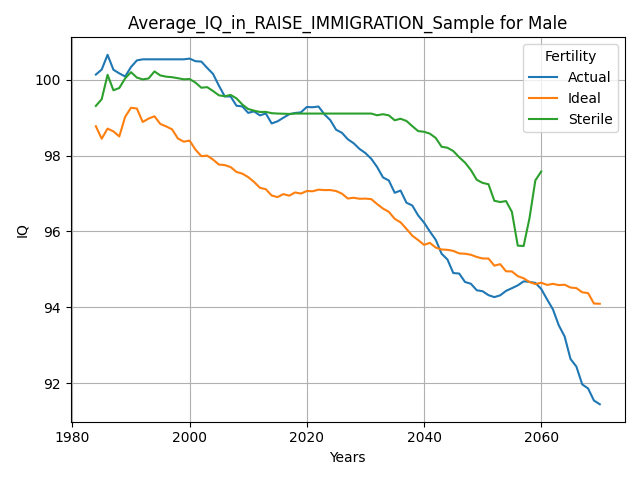 Average_IQ_in_RAISE_IMMIGRATION_Sample for Male
Fertility
Actual
Ideal
Sterile
IQ
100
98
96
94
92
1980
2000
2020
2040
2060
Years